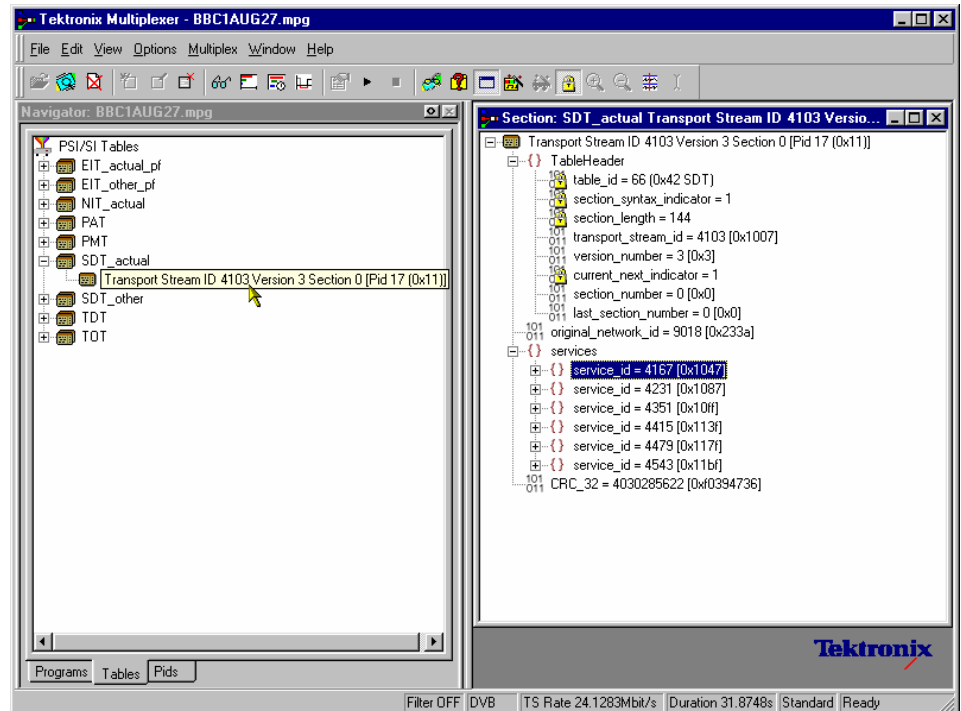 Tektronix Multiplexer - BBC1AUG27.mpg
File Edit View Options Multiplex Window Help
Navigator: BBC1AUG27.mpg
PSI/SI Tables
EIT_actual_pf
EIT_other_pf
NIT_actual
PAT
PMT
SDT_actual
Transport Stream ID 4103 Version 3 Section 0 [Pid 17 (0x11)]
SDT_other
TDT
TOT
Programs Tables Pids
Section: SDT_actual Transport Stream ID 4103 Versio...
Transport Stream ID 4103 Version 3 Section 0 [Pid 17 (0x11)]
{} TableHeader
table_id = 66 (0x42 SDT)
section_syntax_indicator = 1
section_length = 144
transport_stream_id = 4103 [0x1007]
version_number = 3 [0x3]
current_next_indicator = 1
section_number = 0 [0x0]
last_section_number = 0 [0x0]
original_network_id = 9018 [0x233a]
{} services
{} service_id = 4167 [0x1047]
{} service_id = 4231 [0x1087]
{} service_id = 4351 [0x10ff]
{} service_id = 4415 [0x113f]
{} service_id = 4479 [0x117f]
{} service_id = 4543 [0x11bf]
CRC_32 = 4030285622 [0xf0394736]
Tektronix
Filter OFF DVB TS Rate 24.1283Mbit/s Duration 31.8748s Standard Ready